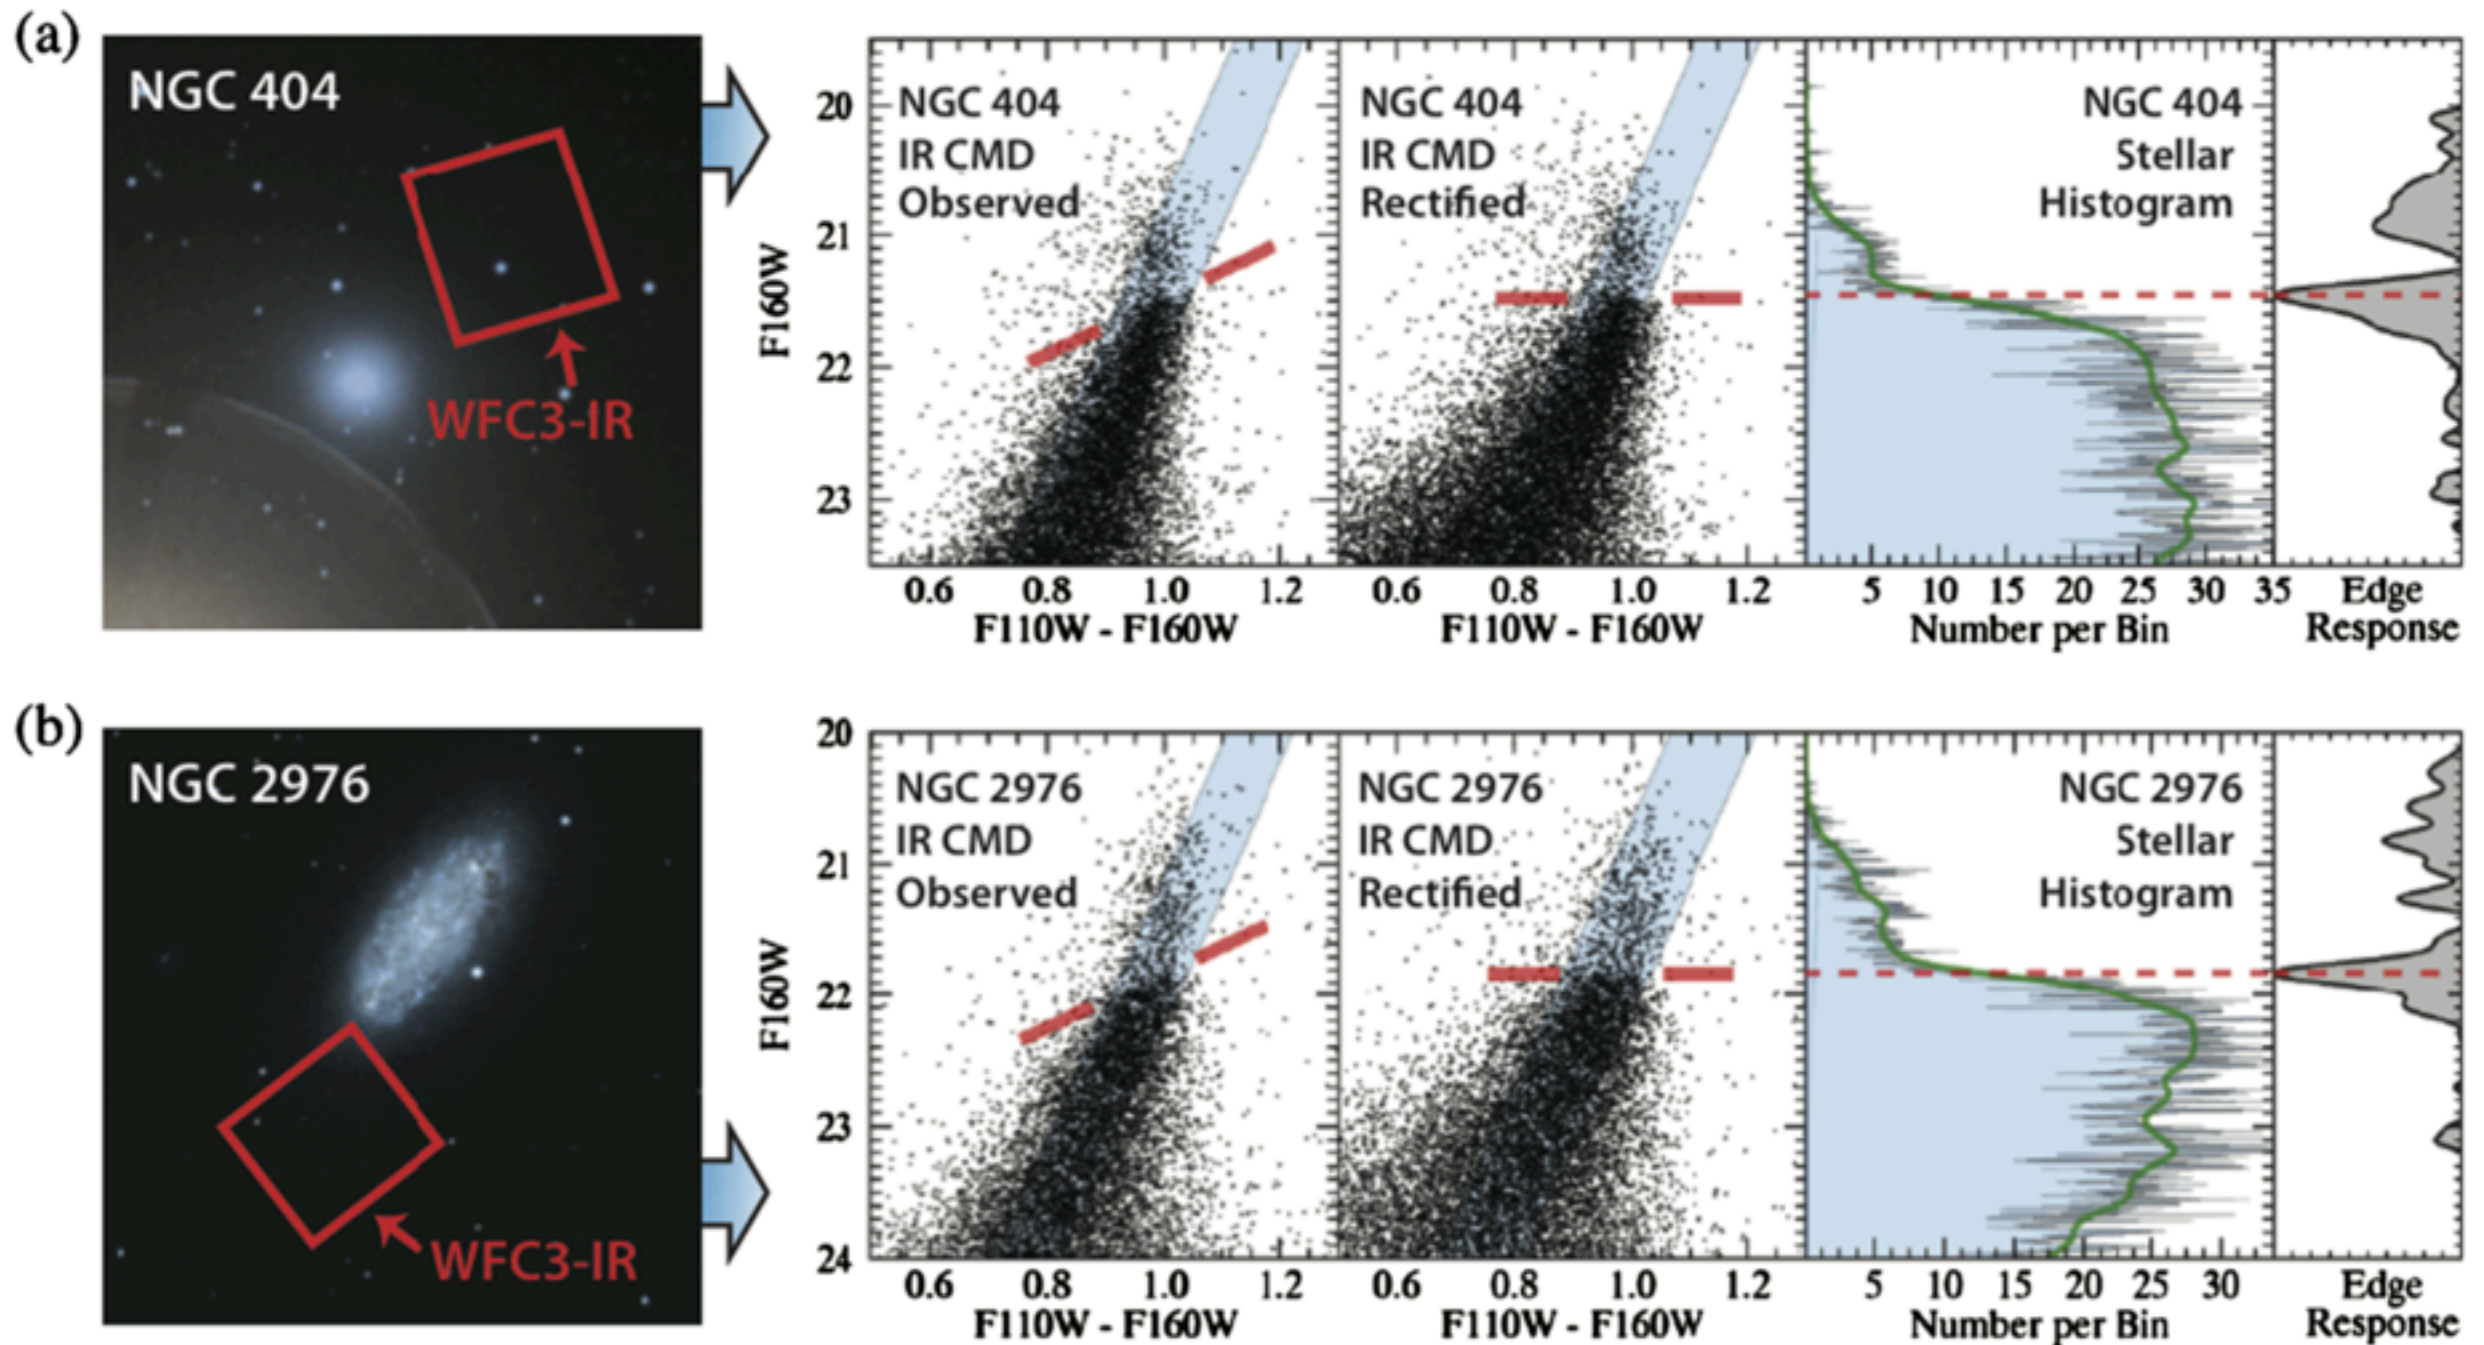 (a)
NGC 404
WFC3-IR
F160W
20
21
22
23
NGC 404
IR CMD
Observed
0.6 0.8 1.0 1.2
F110W - F160W
NGC 404
IR CMD
Rectified
0.6 0.8 1.0 1.2
F110W - F160W
NGC 404
Stellar
Histogram
5 10 15 20 25 30 35
Number per Bin
Edge
Response
(b)
NGC 2976
WFC3-IR
F160W
20
21
22
23
24
NGC 2976
IR CMD
Observed
0.6 0.8 1.0 1.2
F110W - F160W
NGC 2976
IR CMD
Rectified
0.6 0.8 1.0 1.2
F110W - F160W
NGC 2976
Stellar
Histogram
5 10 15 20 25 30
Number per Bin
Edge
Response